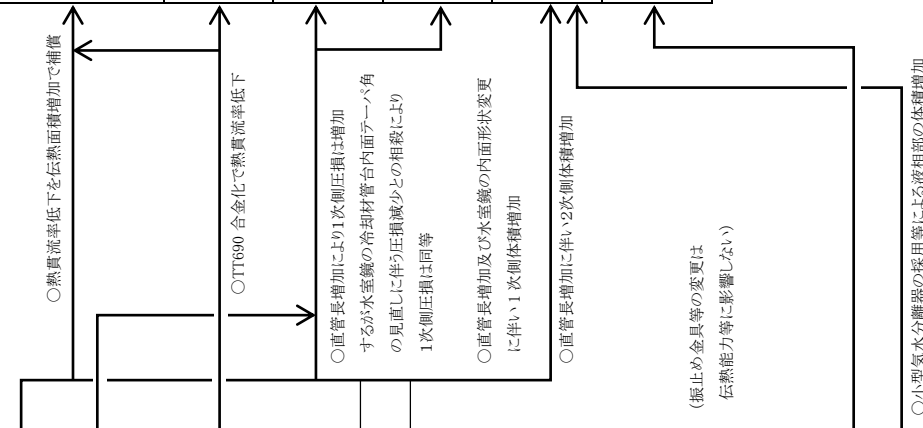 ○熱貫流率低下を伝熱面積増加で補償
○TT690 合金化で熱貫流率低下
○直管長増加により1次側圧損は増加
するが水室鏡の冷却材管台内面テーパ角
の見直しに伴う圧損減少との相殺により
1次側圧損は同等
○直管長増加及び水室鏡の内面形状変更
に伴い 1 次側体積増加
○直管長増加に伴い2次側体積増加
(振止め金具等の変更は
伝熱能力等に影響しない)
○小型気水分離器の採用等による液相部の体積増加